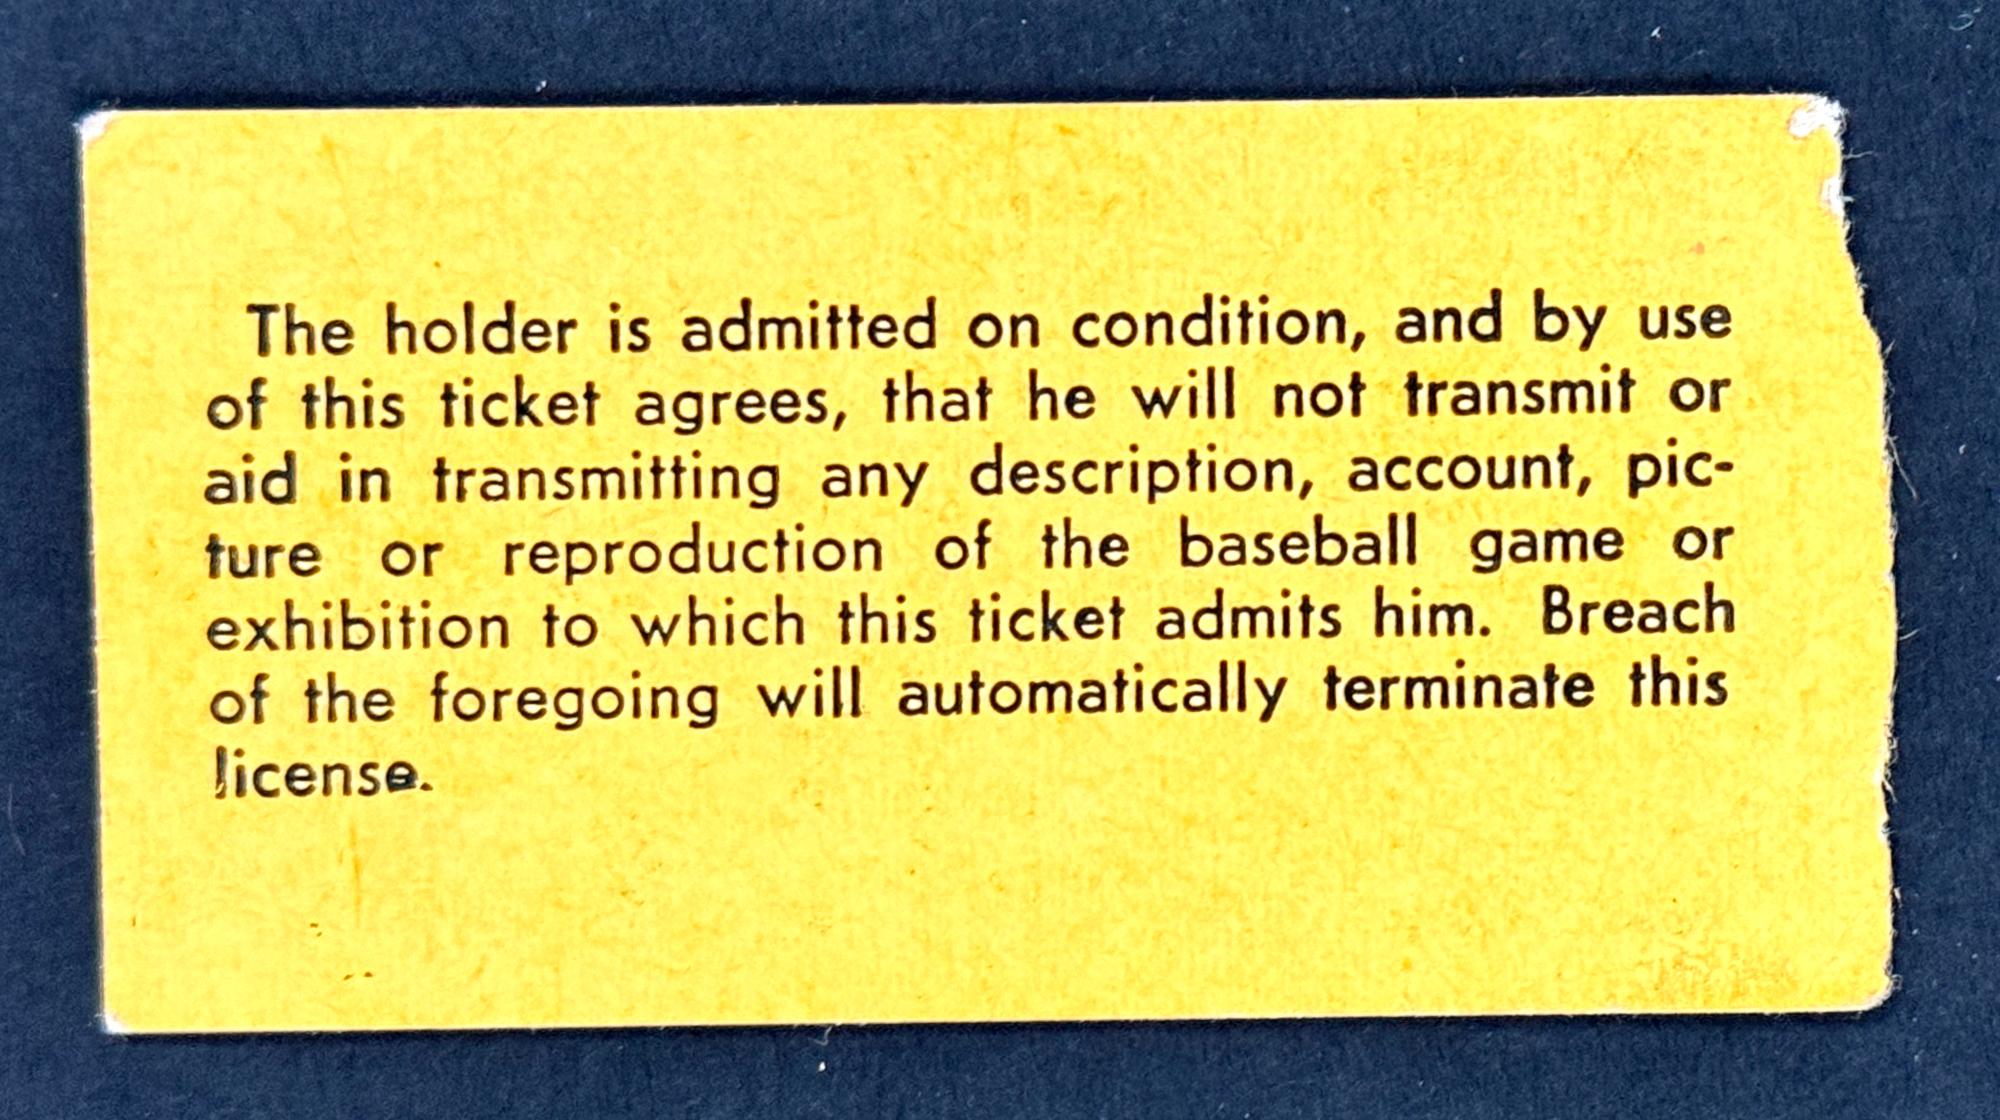 The holder is admitted on condition, and by use
of this ticket agrees, that he will not transmit or
aid in transmitting any description, account, pic-
ture or reproduction of the baseball game or
exhibition to which this ticket admits him. Breach
of the foregoing will automatically terminate this
license.